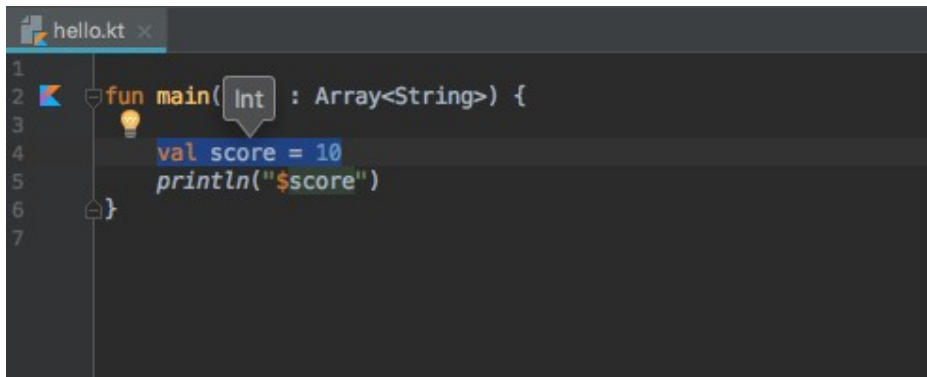 hello.kt
1
2 fun main( Int : Array<String>) {
3
4 val score = 10
5 println("$score")
6 }
7